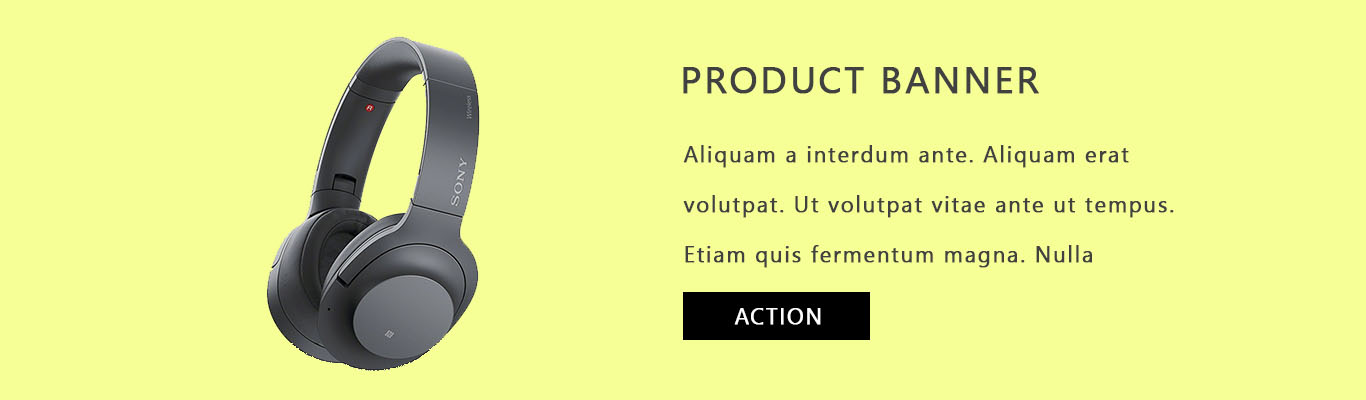 PRODUCT BANNER
Aliquam a interdum ante. Aliquam erat
volutpat. Ut volutpat vitae ante ut tempus.
Etiam quis fermentum magna. Nulla
ACTION
SONY
Wireless
R